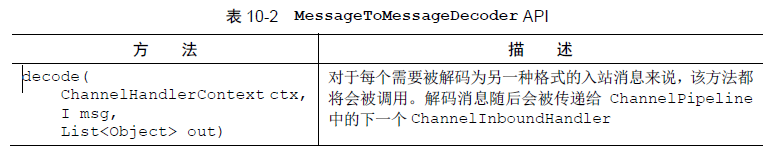 表 10-2 MessageToMessageDecoder API
方 法 描 述
decode(
ChannelHandlerContext ctx,
I msg,
List<Object> out)
对于每个需要被解码为另一种格式的入站消息来说，该方法都
将会被调用。解码消息随后会被传递给 ChannelPipeline
中的下一个 ChannelInboundHandler